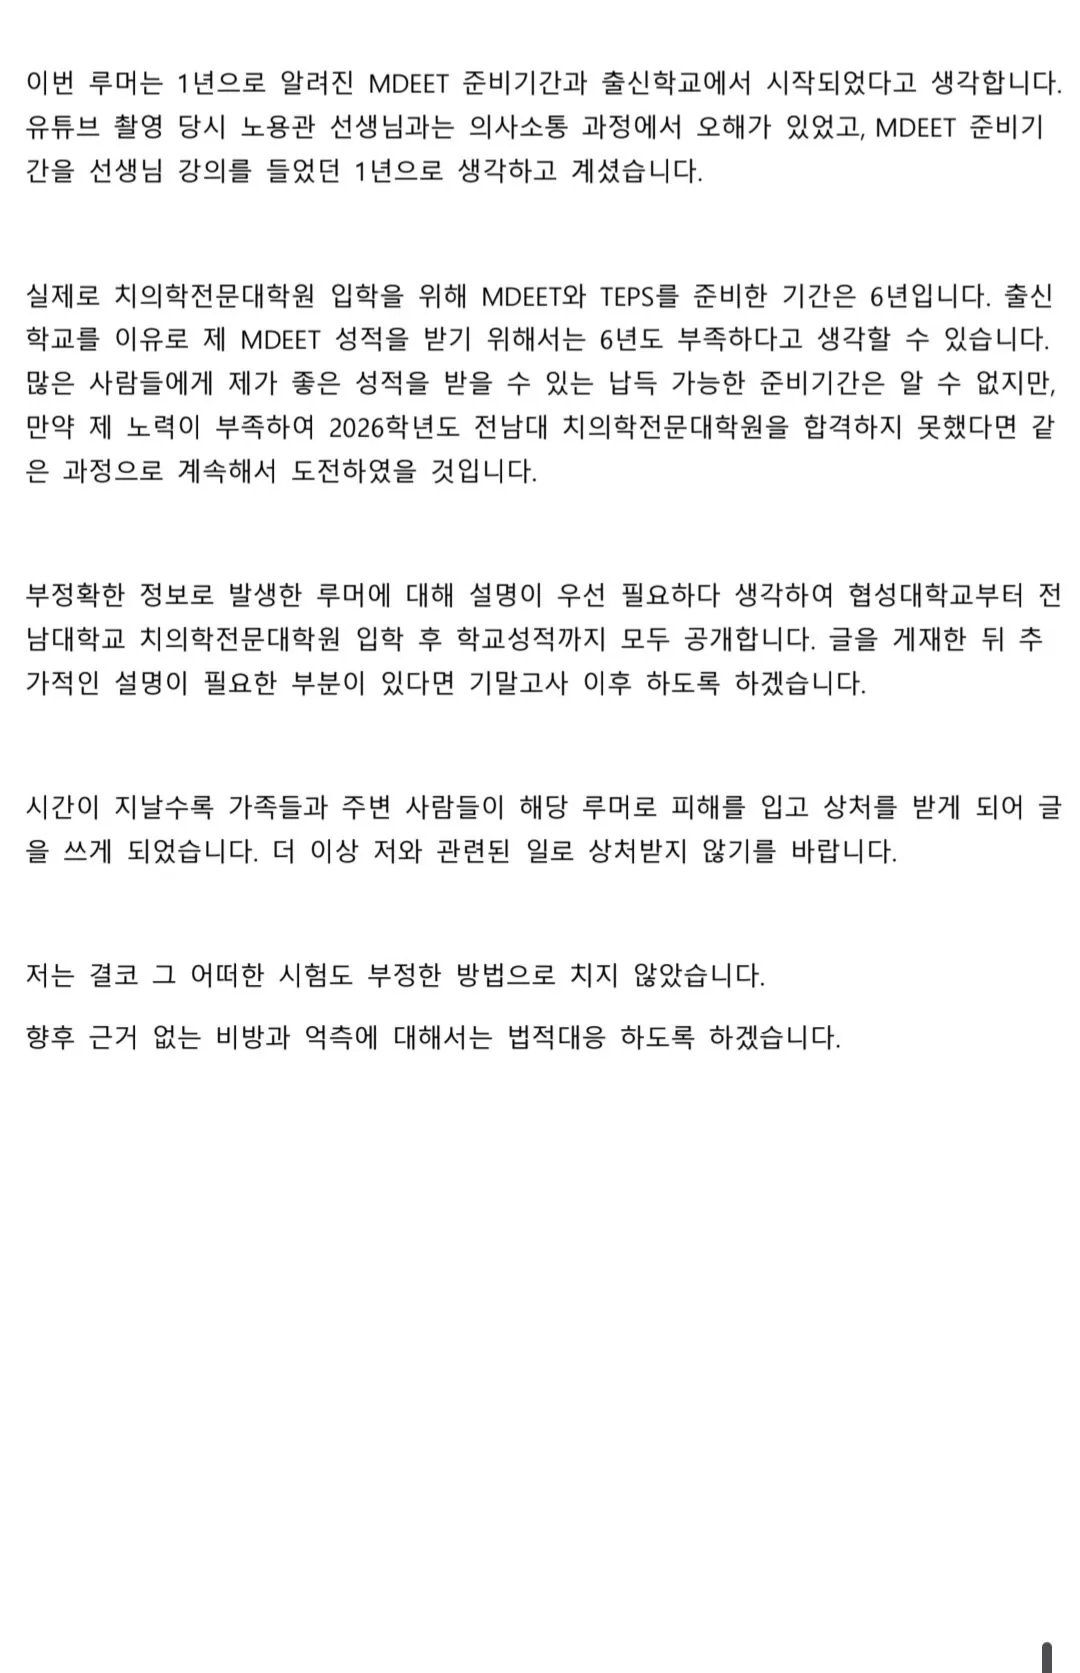 이번 루머는 1년으로 알려진 MDEET 준비기간과 출신학교에서 시작되었다고 생각합니다.
유튜브 촬영 당시 노용관 선생님과는 의사소통 과정에서 오해가 있었고, MDEET 준비기
간을 선생님 강의를 들었던 1년으로 생각하고 계셨습니다.
실제로 치의학전문대학원 입학을 위해 MDEET와 TEPS를 준비한 기간은 6년입니다. 출신
학교를 이유로 제 MDEET 성적을 받기 위해서는 6년도 부족하다고 생각할 수 있습니다.
많은 사람들에게 제가 좋은 성적을 받을 수 있는 납득 가능한 준비기간은 알 수 없지만,
만약 제 노력이 부족하여 2026학년도 전남대 치의학전문대학원을 합격하지 못했다면 같
은 과정으로 계속해서 도전하였을 것입니다.
부정확한 정보로 발생한 루머에 대해 설명이 우선 필요하다 생각하여 협성대학교부터 전
남대학교 치의학전문대학원 입학 후 학교성적까지 모두 공개합니다. 글을 게재한 뒤 추
가적인 설명이 필요한 부분이 있다면 기말고사 이후 하도록 하겠습니다.
시간이 지날수록 가족들과 주변 사람들이 해당 루머로 피해를 입고 상처를 받게 되어 글
을 쓰게 되었습니다. 더 이상 저와 관련된 일로 상처받지 않기를 바랍니다.
저는 결코 그 어떠한 시험도 부정한 방법으로 치지 않았습니다.
향후 근거 없는 비방과 억측에 대해서는 법적대응 하도록 하겠습니다.